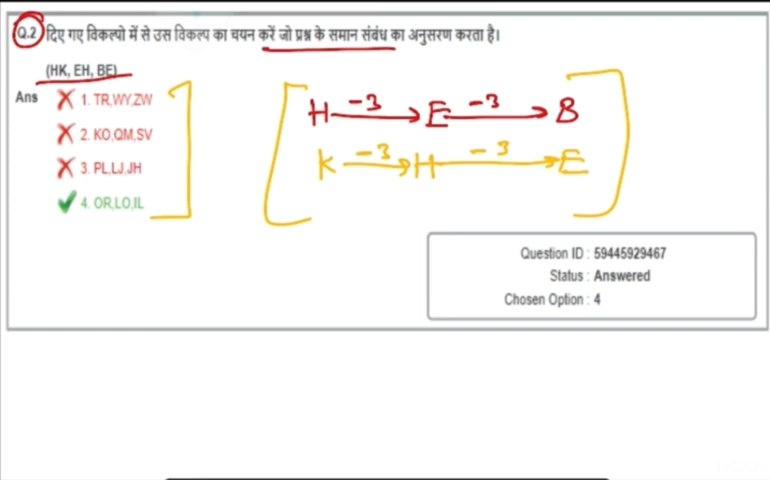 Q.2 दिए गए विकल्पो में से उस विकल्प का चयन करें जो प्रश्न के समान संबंध का अनुसरण करता है।
(HK, EH, BE)
Ans 1. TR,WY,ZW
2. KO,QM,SV
3. PL,LJ,JH
4. OR,LO,IL
H -3 E -3 B
K -3 H -3 E
Question ID : 59445929467
Status : Answered
Chosen Option : 4